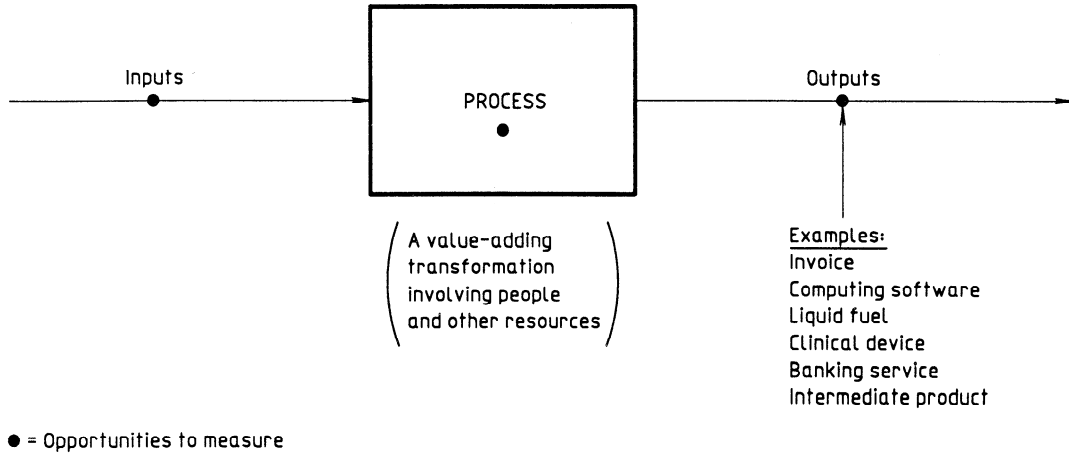 Inputs
PROCESS
Outputs
A value-adding
transformation
involving people
and other resources
Examples:
Invoice
Computing software
Liquid fuel
Clinical device
Banking service
Intermediate product
● = Opportunities to measure